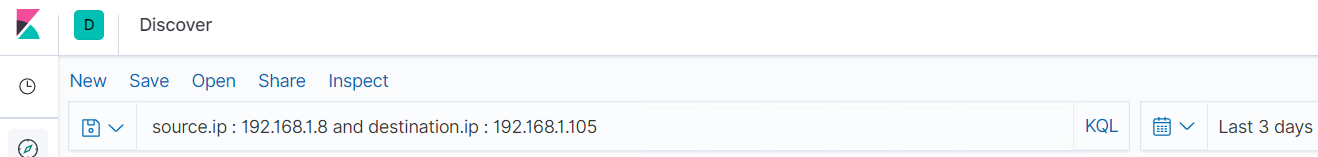 D Discover
New Save Open Share Inspect
source.ip : 192.168.1.8 and destination.ip : 192.168.1.105 KQL Last 3 days